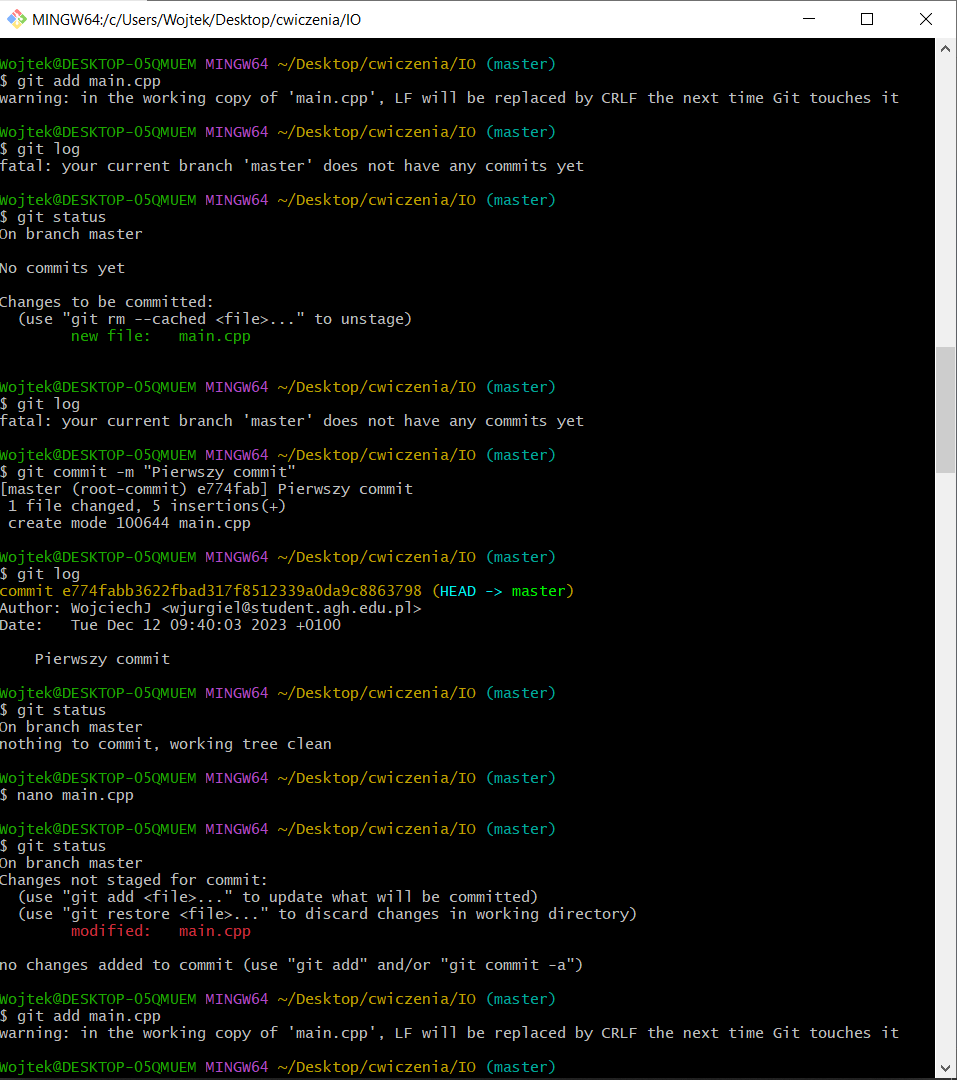 MINGW64:/c/Users/Wojtek/Desktop/cwiczenia/IO
Wojtek@DESKTOP-O5QMUEM MINGW64 ~/Desktop/cwiczenia/IO (master)
$ git add main.cpp
warning: in the working copy of 'main.cpp', LF will be replaced by CRLF the next time Git touches it
Wojtek@DESKTOP-O5QMUEM MINGW64 ~/Desktop/cwiczenia/IO (master)
$ git log
fatal: your current branch 'master' does not have any commits yet
Wojtek@DESKTOP-O5QMUEM MINGW64 ~/Desktop/cwiczenia/IO (master)
$ git status
On branch master
No commits yet
Changes to be committed:
  (use "git rm --cached <file>..." to unstage)
        new file:   main.cpp
Wojtek@DESKTOP-O5QMUEM MINGW64 ~/Desktop/cwiczenia/IO (master)
$ git log
fatal: your current branch 'master' does not have any commits yet
Wojtek@DESKTOP-O5QMUEM MINGW64 ~/Desktop/cwiczenia/IO (master)
$ git commit -m "Pierwszy commit"
[master (root-commit) e774fab] Pierwszy commit
 1 file changed, 5 insertions(+)
 create mode 100644 main.cpp
Wojtek@DESKTOP-O5QMUEM MINGW64 ~/Desktop/cwiczenia/IO (master)
$ git log
commit e774fabb3622fbad317f8512339a0da9c8863798 (HEAD -> master)
Author: WojciechJ <wjurgiel@student.agh.edu.pl>
Date:   Tue Dec 12 09:40:03 2023 +0100
    Pierwszy commit
Wojtek@DESKTOP-O5QMUEM MINGW64 ~/Desktop/cwiczenia/IO (master)
$ git status
On branch master
nothing to commit, working tree clean
Wojtek@DESKTOP-O5QMUEM MINGW64 ~/Desktop/cwiczenia/IO (master)
$ nano main.cpp
Wojtek@DESKTOP-O5QMUEM MINGW64 ~/Desktop/cwiczenia/IO (master)
$ git status
On branch master
Changes not staged for commit:
  (use "git add <file>..." to update what will be committed)
  (use "git restore <file>..." to discard changes in working directory)
        modified:   main.cpp
no changes added to commit (use "git add" and/or "git commit -a")
Wojtek@DESKTOP-O5QMUEM MINGW64 ~/Desktop/cwiczenia/IO (master)
$ git add main.cpp
warning: in the working copy of 'main.cpp', LF will be replaced by CRLF the next time Git touches it
Wojtek@DESKTOP-O5QMUEM MINGW64 ~/Desktop/cwiczenia/IO (master)